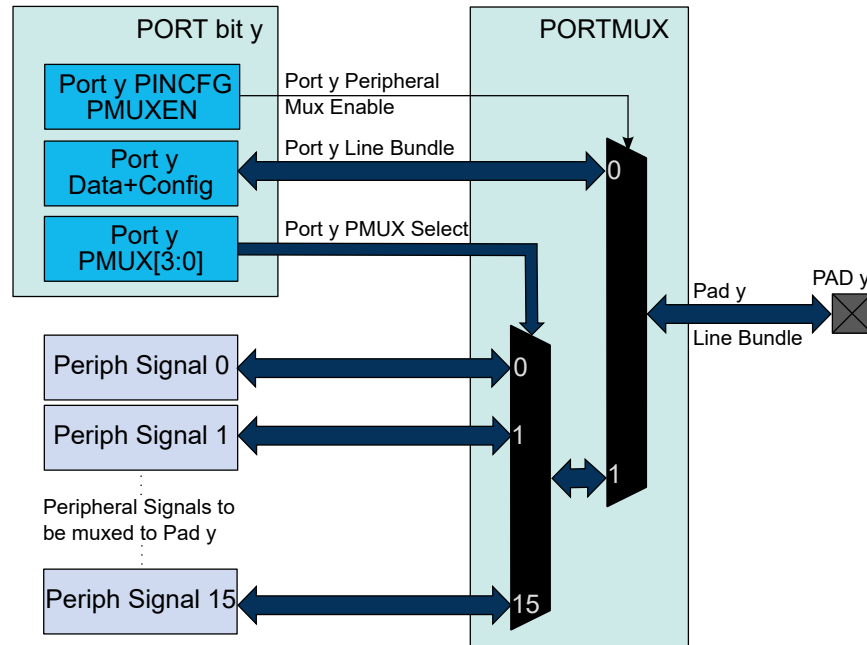 PORT bit y
PORTMUX
Port y PINCFG
PMUXEN
Port y Peripheral
Mux Enable
Port y
Data+Config
Port y Line Bundle
0
Port y
PMUX[3:0]
Port y PMUX Select
Pad y
Line Bundle
PAD y
Periph Signal 0
0
Periph Signal 1
1
1
Peripheral Signals to
be muxed to Pad y
Periph Signal 15
15